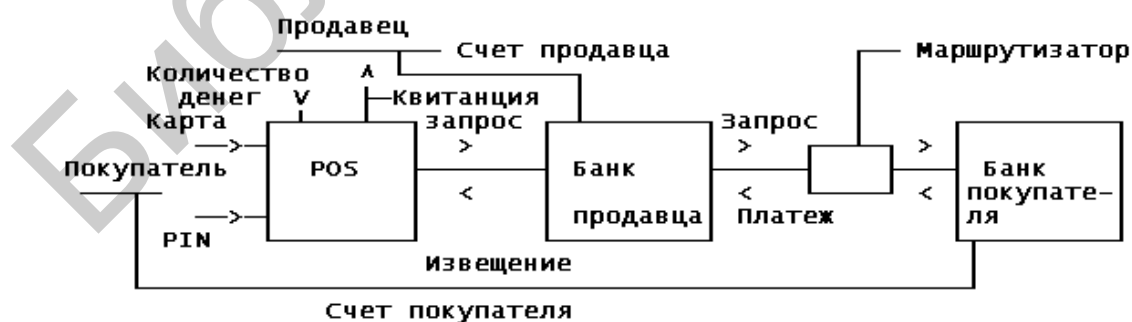 Продавец
Счет продавца
Маршрутизатор
Количество
денег
Квитанция
Карта
запрос
Запрос
Покупатель
POS
Банк
продавца
Банк
покупате-
ля
Платеж
PIN
Извещение
Счет покупателя
Библ